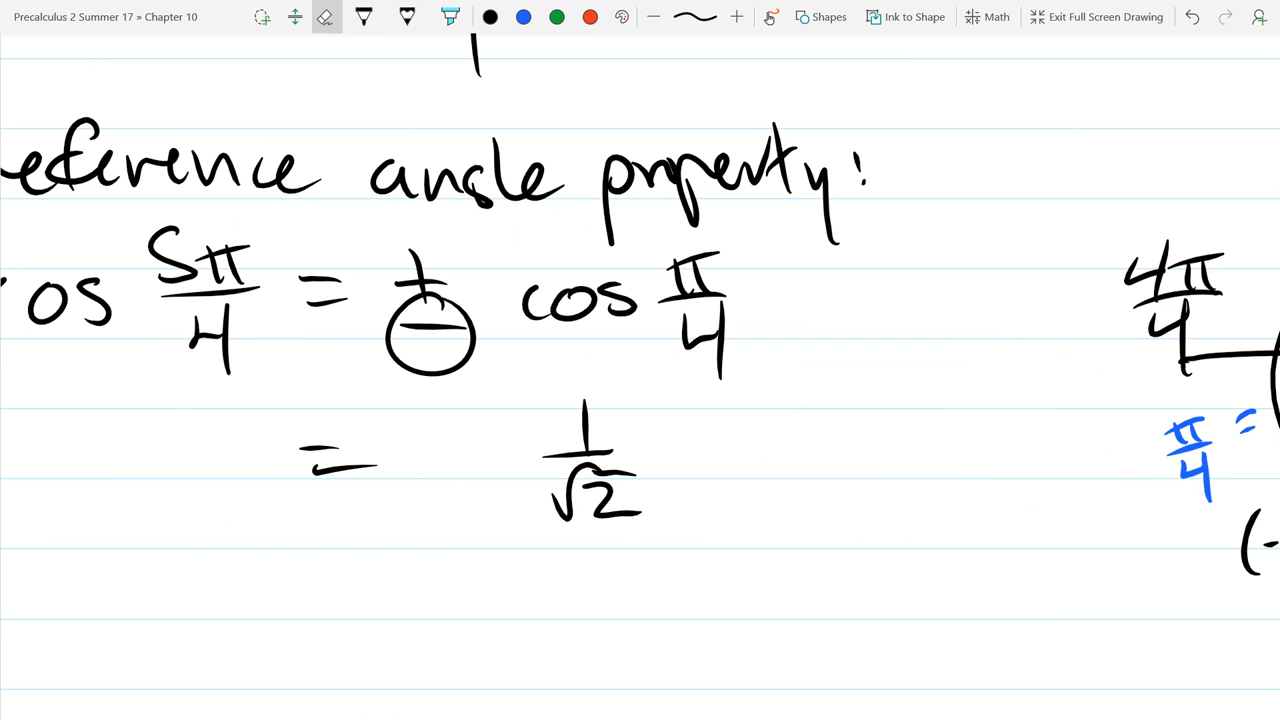 Precalculus 2 Summer 17 » Chapter 10
Shapes
Ink to Shape
Math
Exit Full Screen Drawing
eference angle property:
os 5π/4 = ± cos π/4
= 1/√2
4π/4
π/4 =
(-